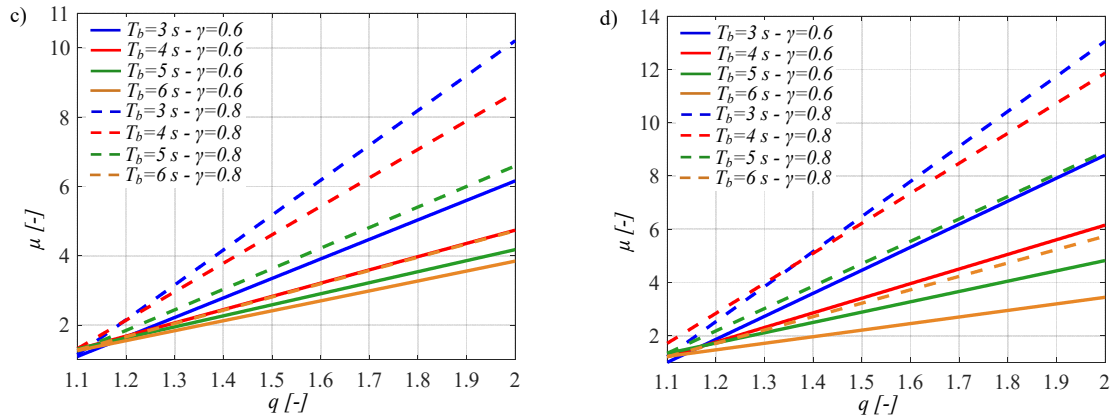 c)
11
10
8
6
4
2
μ [-]
T_b=3 s - γ=0.6
T_b=4 s - γ=0.6
T_b=5 s - γ=0.6
T_b=6 s - γ=0.6
T_b=3 s - γ=0.8
T_b=4 s - γ=0.8
T_b=5 s - γ=0.8
T_b=6 s - γ=0.8
1.1 1.2 1.3 1.4 1.5 1.6 1.7 1.8 1.9 2
q [-]
d)
14
12
10
8
6
4
2
μ [-]
T_b=3 s - γ=0.6
T_b=4 s - γ=0.6
T_b=5 s - γ=0.6
T_b=6 s - γ=0.6
T_b=3 s - γ=0.8
T_b=4 s - γ=0.8
T_b=5 s - γ=0.8
T_b=6 s - γ=0.8
1.1 1.2 1.3 1.4 1.5 1.6 1.7 1.8 1.9 2
q [-]